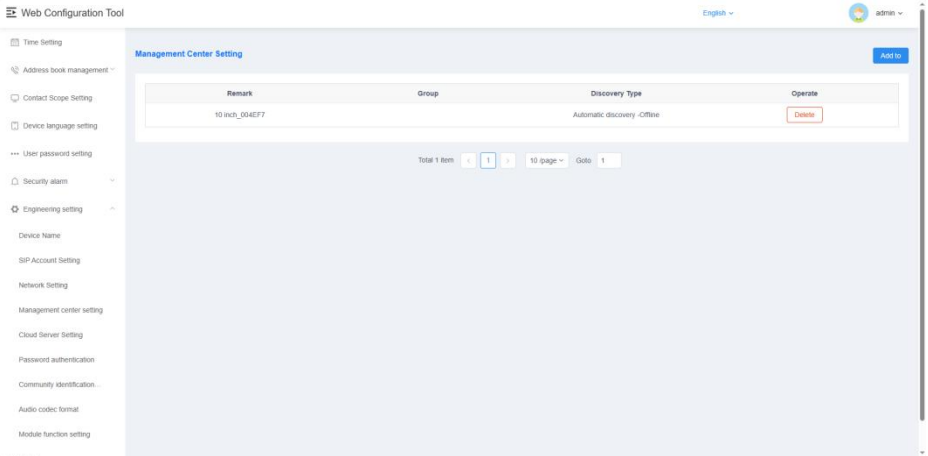 Web Configuration Tool
English
admin
Time Setting
Address book management
Contact Scope Setting
Device language setting
User password setting
Security alarm
Engineering setting
Device Name
SIP Account Setting
Network Setting
Management center setting
Cloud Server Setting
Password authentication
Community identification...
Audio codec format
Module function setting
Management Center Setting
Add to
Remark Group Discovery Type Operate
10 inch_004EF7 Automatic discovery -Offline Delete
Total 1 item < 1 > 10 /page Goto 1